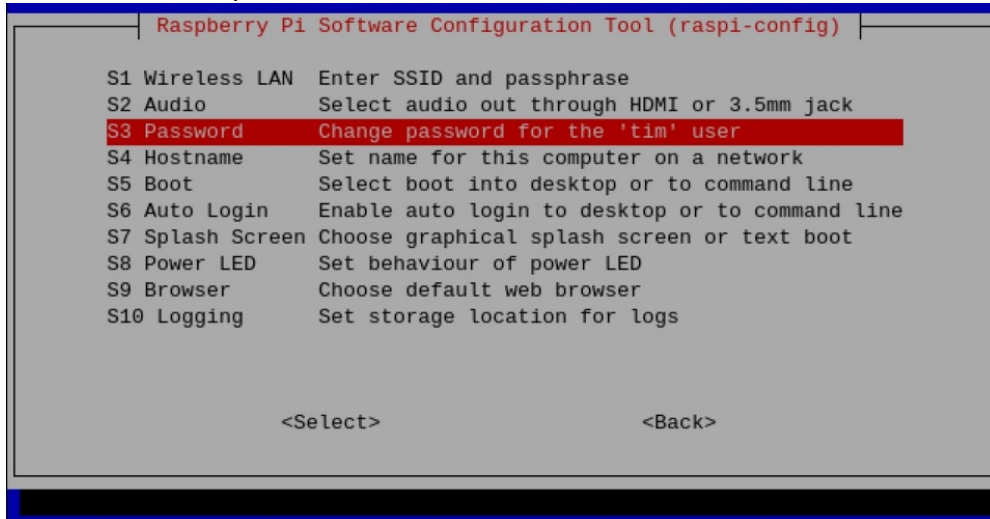 Raspberry Pi Software Configuration Tool (raspi-config)
S1 Wireless LAN Enter SSID and passphrase
S2 Audio Select audio out through HDMI or 3.5mm jack
S3 Password Change password for the 'tim' user
S4 Hostname Set name for this computer on a network
S5 Boot Select boot into desktop or to command line
S6 Auto Login Enable auto login to desktop or to command line
S7 Splash Screen Choose graphical splash screen or text boot
S8 Power LED Set behaviour of power LED
S9 Browser Choose default web browser
S10 Logging Set storage location for logs
<Select> <Back>